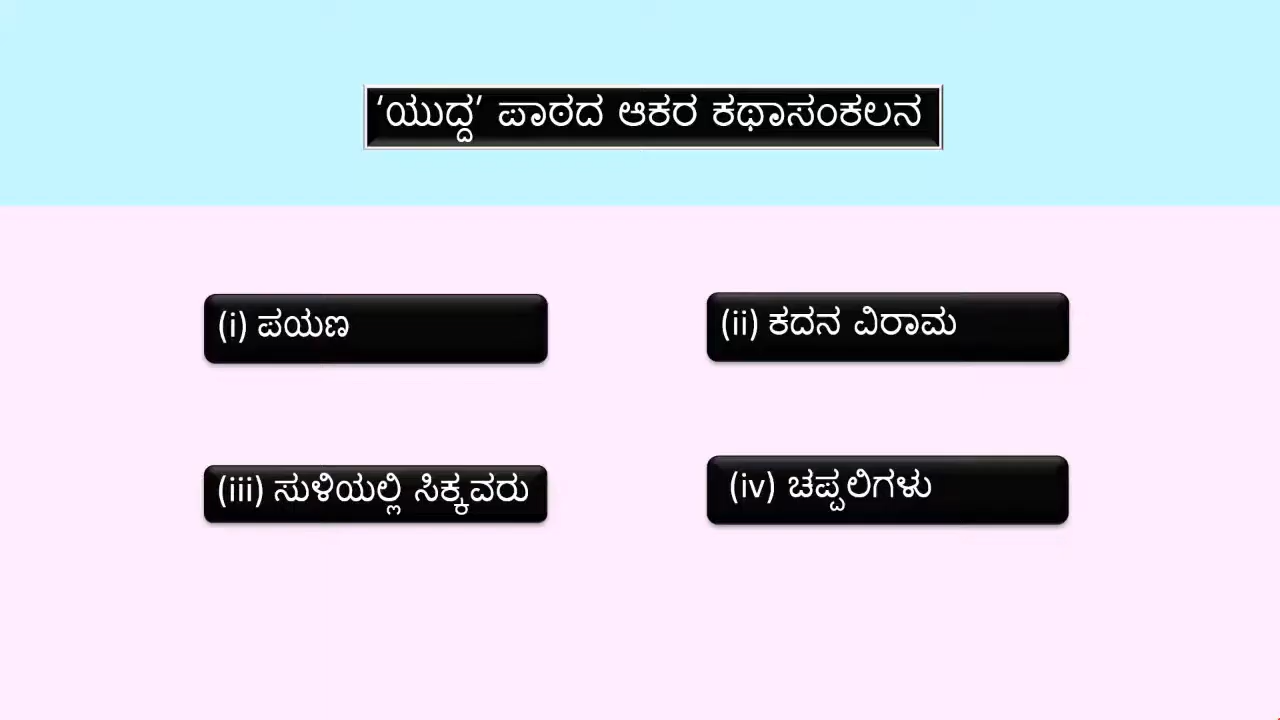 ‘ಯುದ್ದ’ ಪಾಠದ ಆಕರ ಕಥಾಸಂಕಲನ
(i) ಪಯಣ
(ii) ಕದನ ವಿರಾಮ
(iii) ಸುಳಿಯಲ್ಲಿ ಸಿಕ್ಕವರು
(iv) ಚಪ್ಪಲಿಗಳು